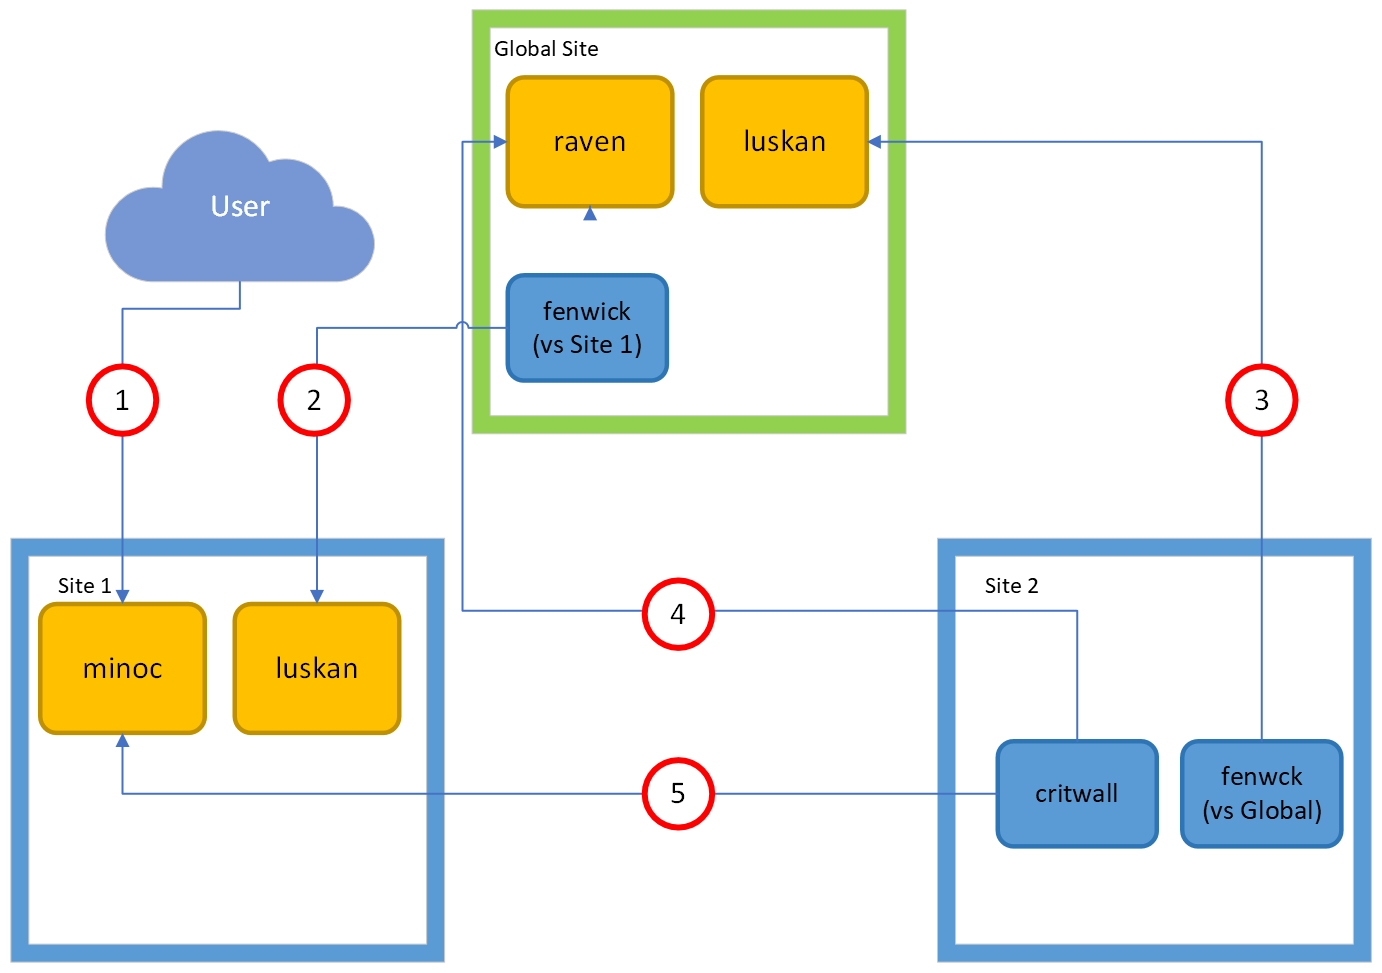 Global Site
raven
luskan
User
fenwick
(vs Site 1)
1
2
3
Site 1
minoc
luskan
4
Site 2
5
critwall
fenwck
(vs Global)